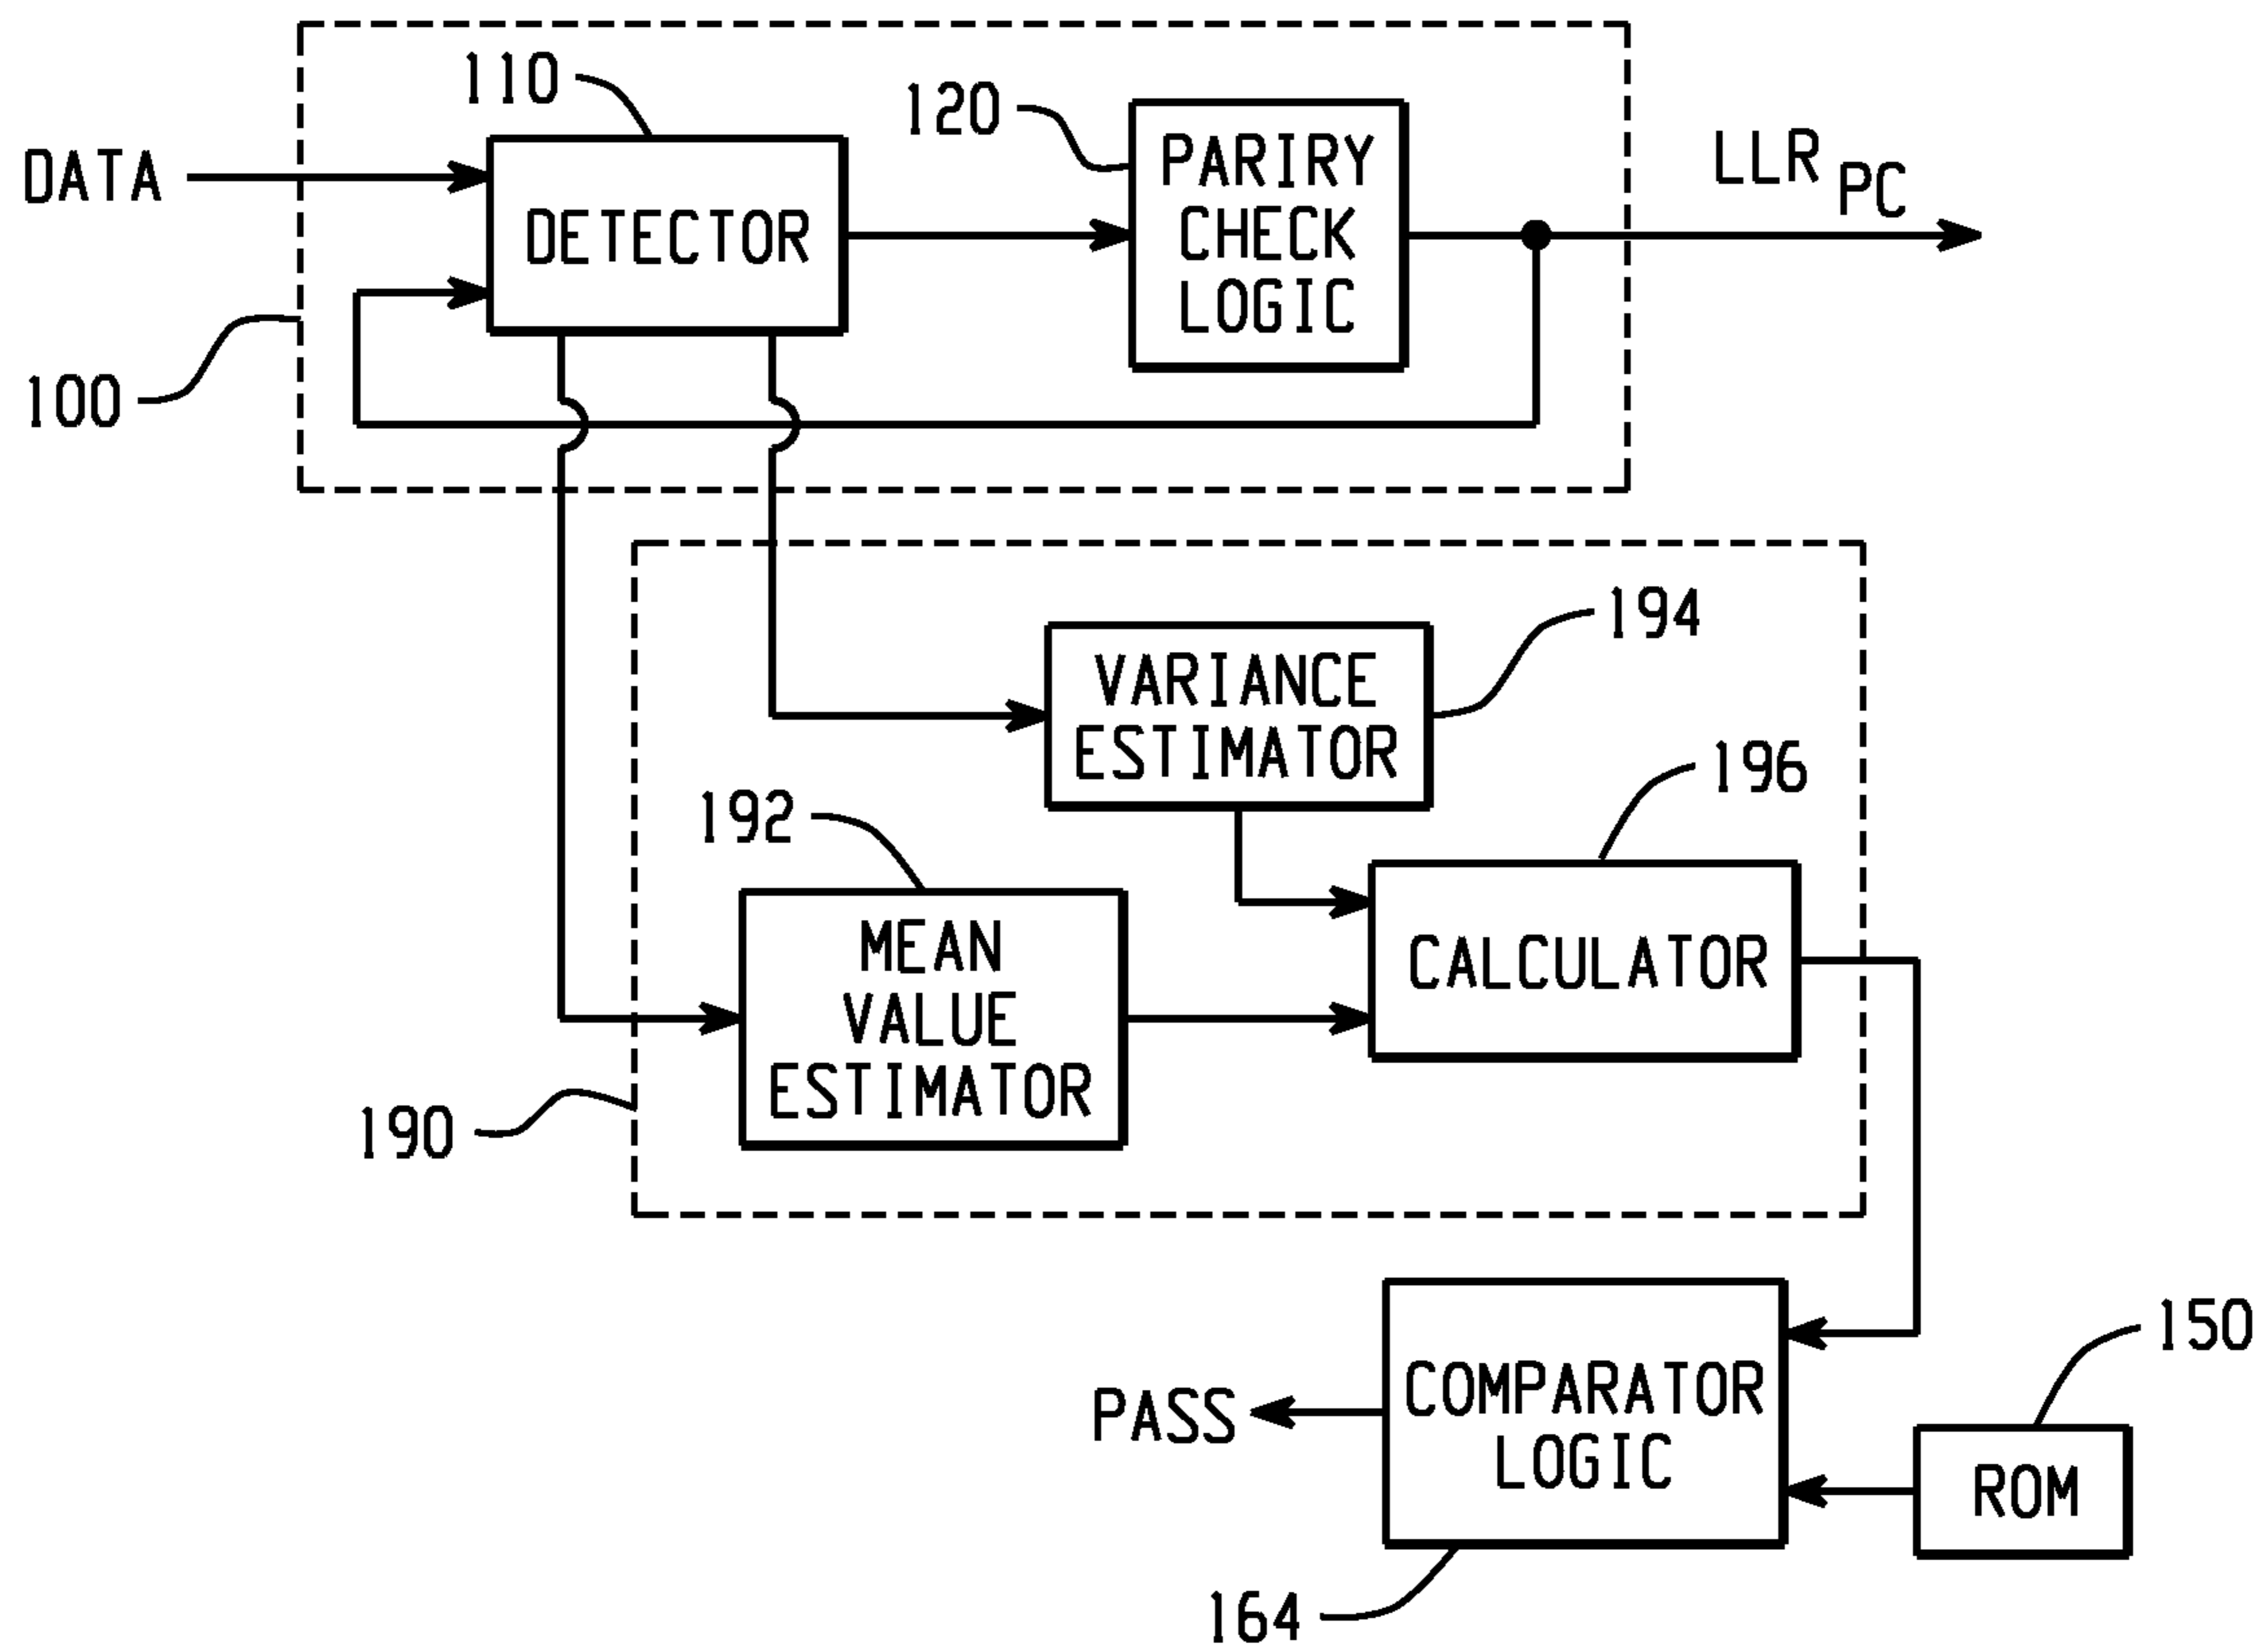 110
120
DATA
DETECTOR
PARIRY
CHECK
LOGIC
LLR PC
100
194
VARIANCE
ESTIMATOR
196
192
MEAN
VALUE
ESTIMATOR
CALCULATOR
190
150
COMPARATOR
LOGIC
PASS
ROM
164